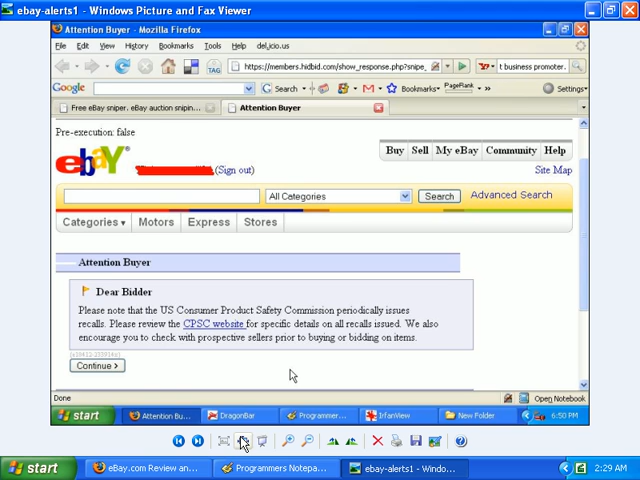 ebay-alerts1 - Windows Picture and Fax Viewer
Attention Buyer - Mozilla Firefox
File Edit View History Bookmarks Tools Help del.icio.us
TAG https://members.hidbid.com/show_response.php?snipe_ t business promoter.
Google Search Bookmarks PageRank » Settings
Free eBay sniper. eBay auction snipin... Attention Buyer
Pre-execution: false
Buy Sell My eBay Community Help
ebaY (Sign out) Site Map
All Categories Search Advanced Search
Categories Motors Express Stores
Attention Buyer
Dear Bidder
Please note that the US Consumer Product Safety Commission periodically issues
recalls. Please review the CPSC website for specific details on all recalls issued. We also
encourage you to check with prospective sellers prior to buying or bidding on items.
Continue >
Done Open Notebook
start Attention Bu... DragonBar Programmer... IrfanView New Folder 6:50 PM
start eBay.com Review an... Programmers Notepa... ebay-alerts1 - Windo... 2:29 AM